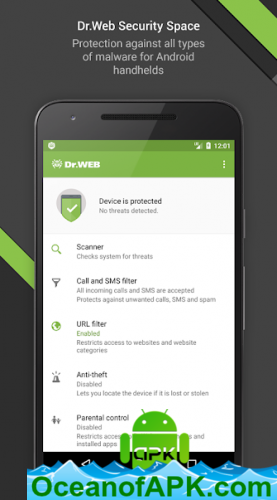 Dr.Web Security Space
Protection against all types
of malware for Android
handhelds
12:01
Dr.WEB
Device is protected
No threats detected.
Scanner
Checks system for threats
Call and SMS filter
All incoming calls and SMS are accepted
Protects against unwanted calls, SMS and spam
URL filter
Enabled
Restricts access to websites and website
categories
Anti-theft
Disabled
Lets you locate the device if it is lost or stolen
Parental control
Disabled
Restricts access to
and
installed apps
APK
OceanofAPK.com